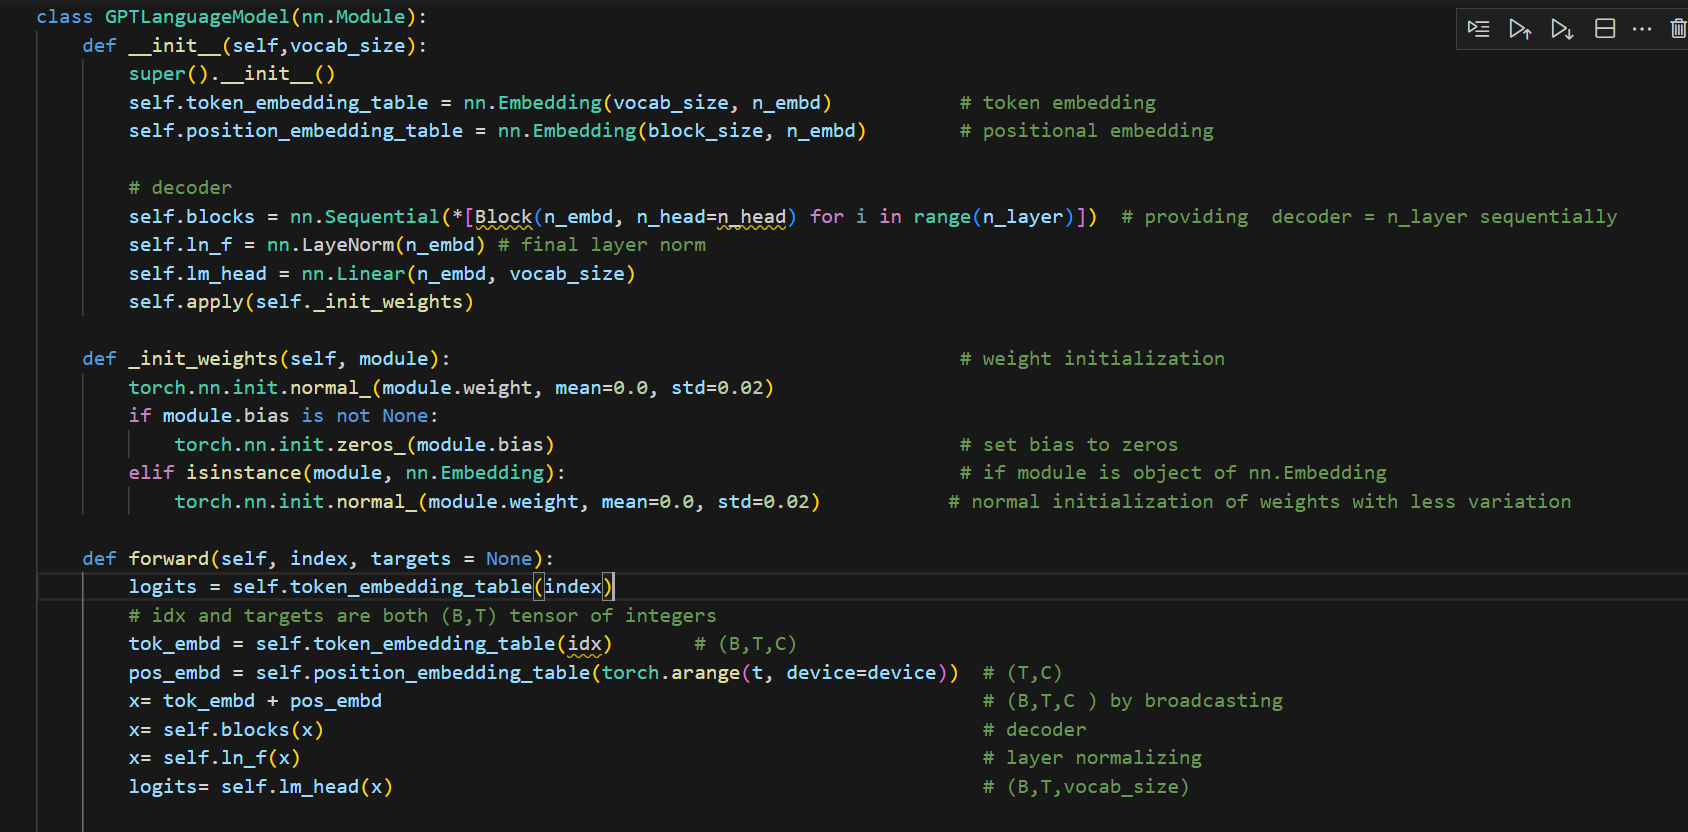 class GPTLanguageModel(nn.Module):
    def __init__(self,vocab_size):
        super().__init__()
        self.token_embedding_table = nn.Embedding(vocab_size, n_embd)           # token embedding
        self.position_embedding_table = nn.Embedding(block_size, n_embd)        # positional embedding

        # decoder
        self.blocks = nn.Sequential(*[Block(n_embd, n_head=n_head) for i in range(n_layer)])  # providing  decoder = n_layer sequentially
        self.ln_f = nn.LayeNorm(n_embd) # final layer norm
        self.lm_head = nn.Linear(n_embd, vocab_size)
        self.apply(self._init_weights)

    def _init_weights(self, module):                                            # weight initialization
        torch.nn.init.normal_(module.weight, mean=0.0, std=0.02)
        if module.bias is not None:
            torch.nn.init.zeros_(module.bias)                                   # set bias to zeros
        elif isinstance(module, nn.Embedding):                                  # if module is object of nn.Embedding
            torch.nn.init.normal_(module.weight, mean=0.0, std=0.02)           # normal initialization of weights with less variation

    def forward(self, index, targets = None):
        logits = self.token_embedding_table(index)
        # idx and targets are both (B,T) tensor of integers
        tok_embd = self.token_embedding_table(idx)       # (B,T,C)
        pos_embd = self.position_embedding_table(torch.arange(t, device=device))  # (T,C)
        x= tok_embd + pos_embd                                                    # (B,T,C ) by broadcasting
        x= self.blocks(x)                                                         # decoder
        x= self.ln_f(x)                                                           # layer normalizing
        logits= self.lm_head(x)                                                   # (B,T,vocab_size)